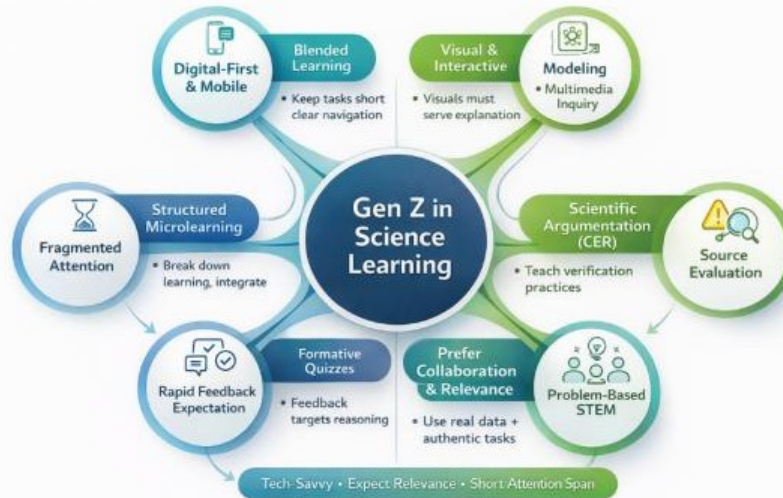 Digital-First
& Mobile
Blended
Learning
• Keep tasks short
clear navigation
Visual &
Interactive
• Visuals must
serve explanation
Modeling
• Multimedia
Inquiry
Gen Z in
Science
Learning
Fragmented
Attention
Structured
Microlearning
• Break down
learning, integrate
Scientific
Argumentation
(CER)
• Teach verification
practices
Source
Evaluation
Rapid Feedback
Expectation
Formative
Quizzes
• Feedback
targets reasoning
Prefer
Collaboration
& Relevance
• Use real data +
authentic tasks
Problem-Based
STEM
Tech-Savvy • Expect Relevance • Short Attention Span